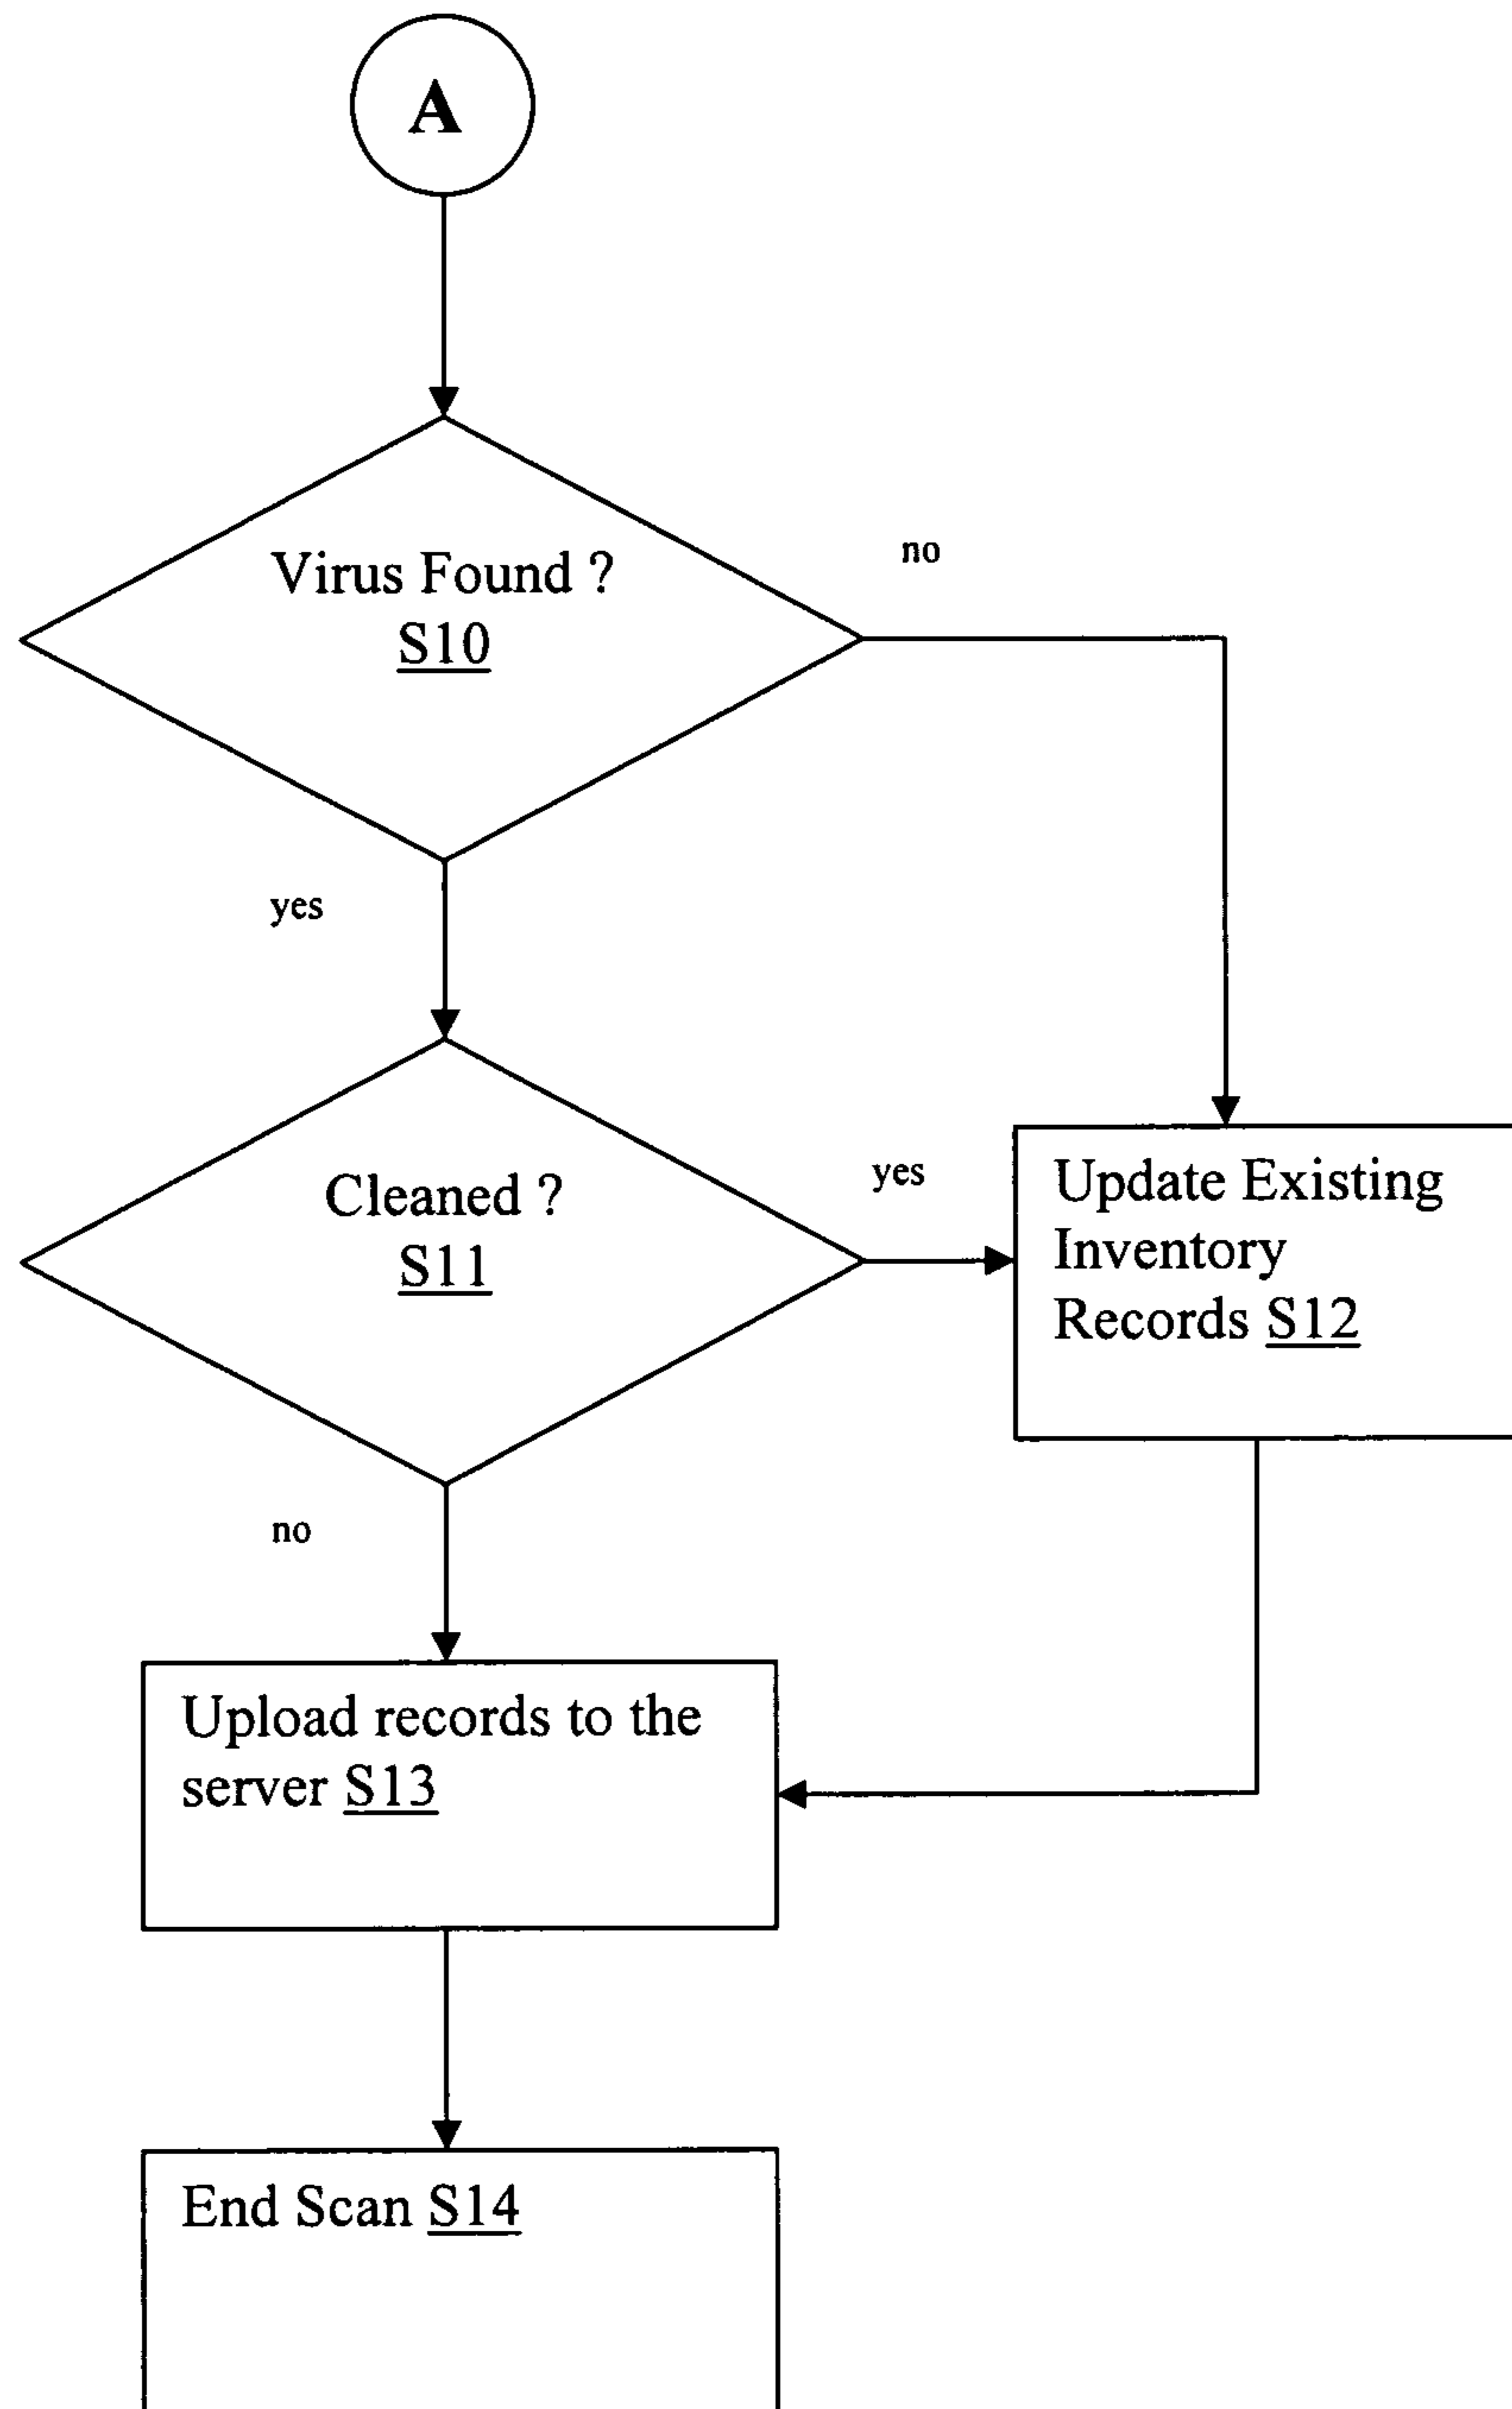 A
Virus Found ?
S10
no
yes
Cleaned ?
S11
yes
Update Existing
Inventory
Records S12
no
Upload records to the
server S13
End Scan S14